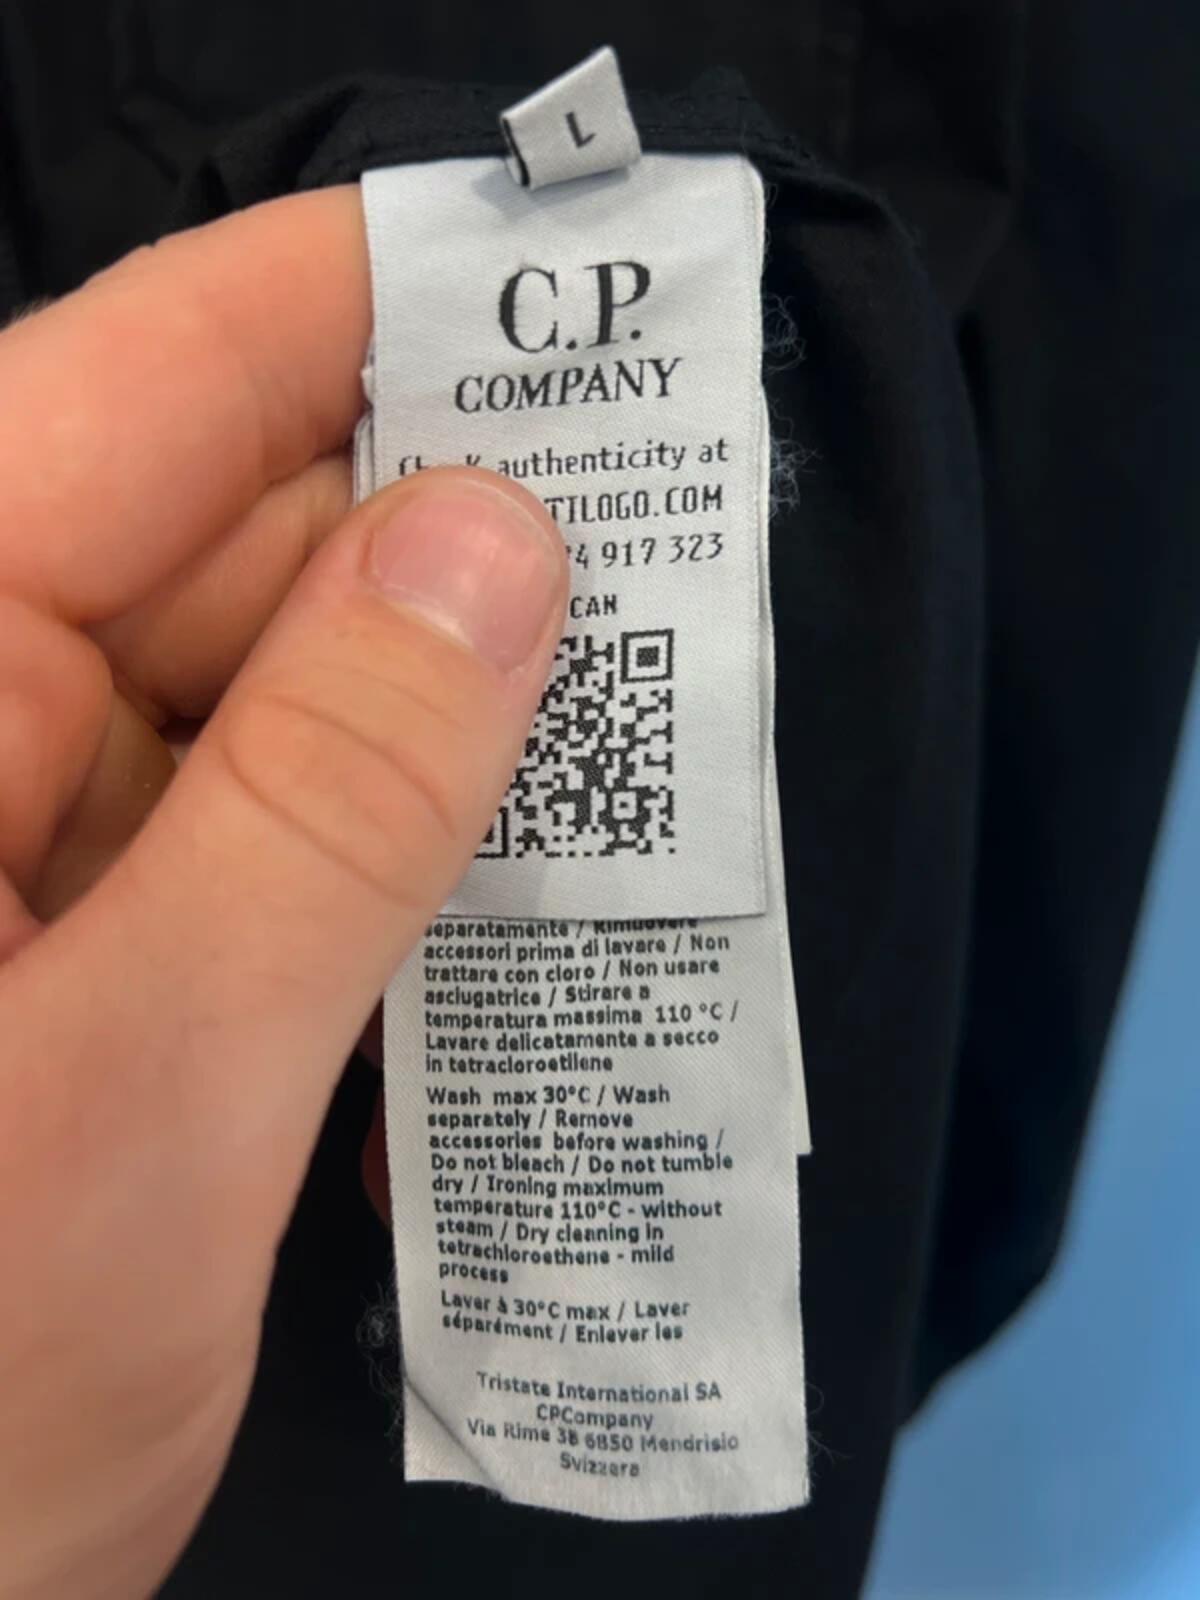 L
C.P.
COMPANY
authenticity at
TILOGO.COM
4 917 323
CAN
separatamente / Rimuovere
accessori prima di lavare / Non
trattare con cloro / Non usare
asciugatrice / Stirare a
temperatura massima 110 °C /
Lavare delicatamente a secco
in tetracloroetilene
Wash max 30°C / Wash
separately / Remove
accessories before washing /
Do not bleach / Do not tumble
dry / Ironing maximum
temperature 110°C - without
steam / Dry cleaning in
tetrachloroethene - mild
process
Laver à 30°C max / Laver
séparément / Enlever les
Tristate International SA
CPCompany
Via Rime 38 6850 Mendrisio
Svizzera